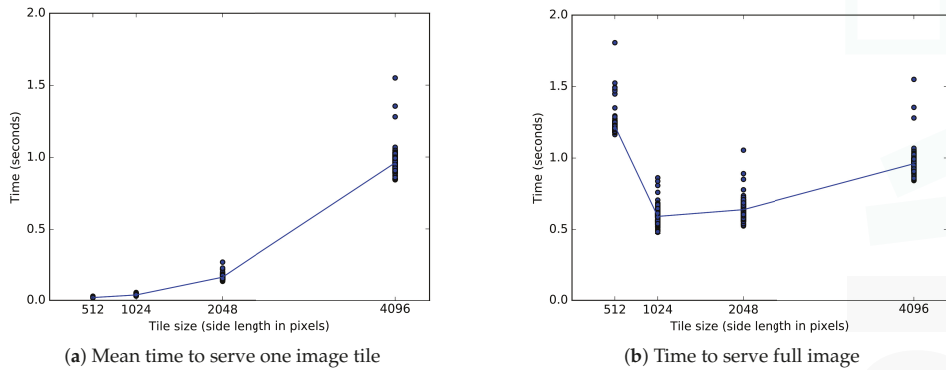 2.0
1.5
1.0
0.5
0.0
Time (seconds)
512 1024 2048 4096
Tile size (side length in pixels)
(a) Mean time to serve one image tile
2.0
1.5
1.0
0.5
0.0
Time (seconds)
512 1024 2048 4096
Tile size (side length in pixels)
(b) Time to serve full image